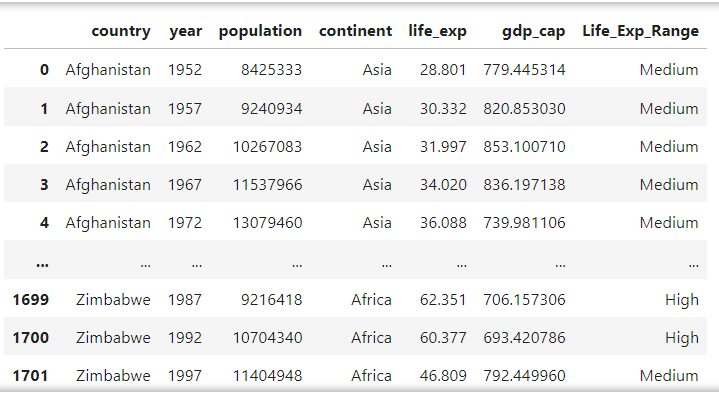 country year population continent life_exp gdp_cap Life_Exp_Range
0 Afghanistan 1952 8425333 Asia 28.801 779.445314 Medium
1 Afghanistan 1957 9240934 Asia 30.332 820.853030 Medium
2 Afghanistan 1962 10267083 Asia 31.997 853.100710 Medium
3 Afghanistan 1967 11537966 Asia 34.020 836.197138 Medium
4 Afghanistan 1972 13079460 Asia 36.088 739.981106 Medium
... ... ... ... ... ... ... ...
1699 Zimbabwe 1987 9216418 Africa 62.351 706.157306 High
1700 Zimbabwe 1992 10704340 Africa 60.377 693.420786 High
1701 Zimbabwe 1997 11404948 Africa 46.809 792.449960 Medium